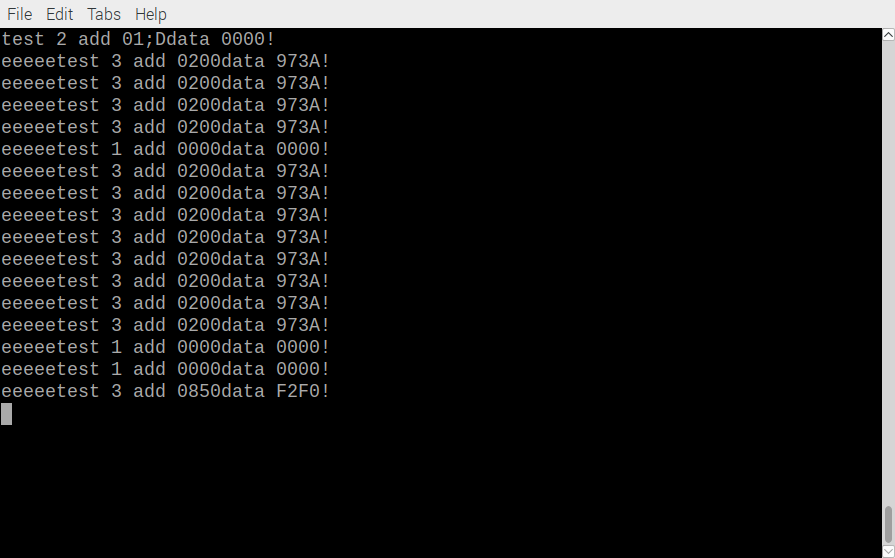 File Edit Tabs Help
test 2 add 01;Ddata 0000!
eeeeetest 3 add 0200data 973A!
eeeeetest 3 add 0200data 973A!
eeeeetest 3 add 0200data 973A!
eeeeetest 3 add 0200data 973A!
eeeeetest 1 add 0000data 0000!
eeeeetest 3 add 0200data 973A!
eeeeetest 3 add 0200data 973A!
eeeeetest 3 add 0200data 973A!
eeeeetest 3 add 0200data 973A!
eeeeetest 3 add 0200data 973A!
eeeeetest 3 add 0200data 973A!
eeeeetest 3 add 0200data 973A!
eeeeetest 3 add 0200data 973A!
eeeeetest 1 add 0000data 0000!
eeeeetest 1 add 0000data 0000!
eeeeetest 3 add 0850data F2F0!